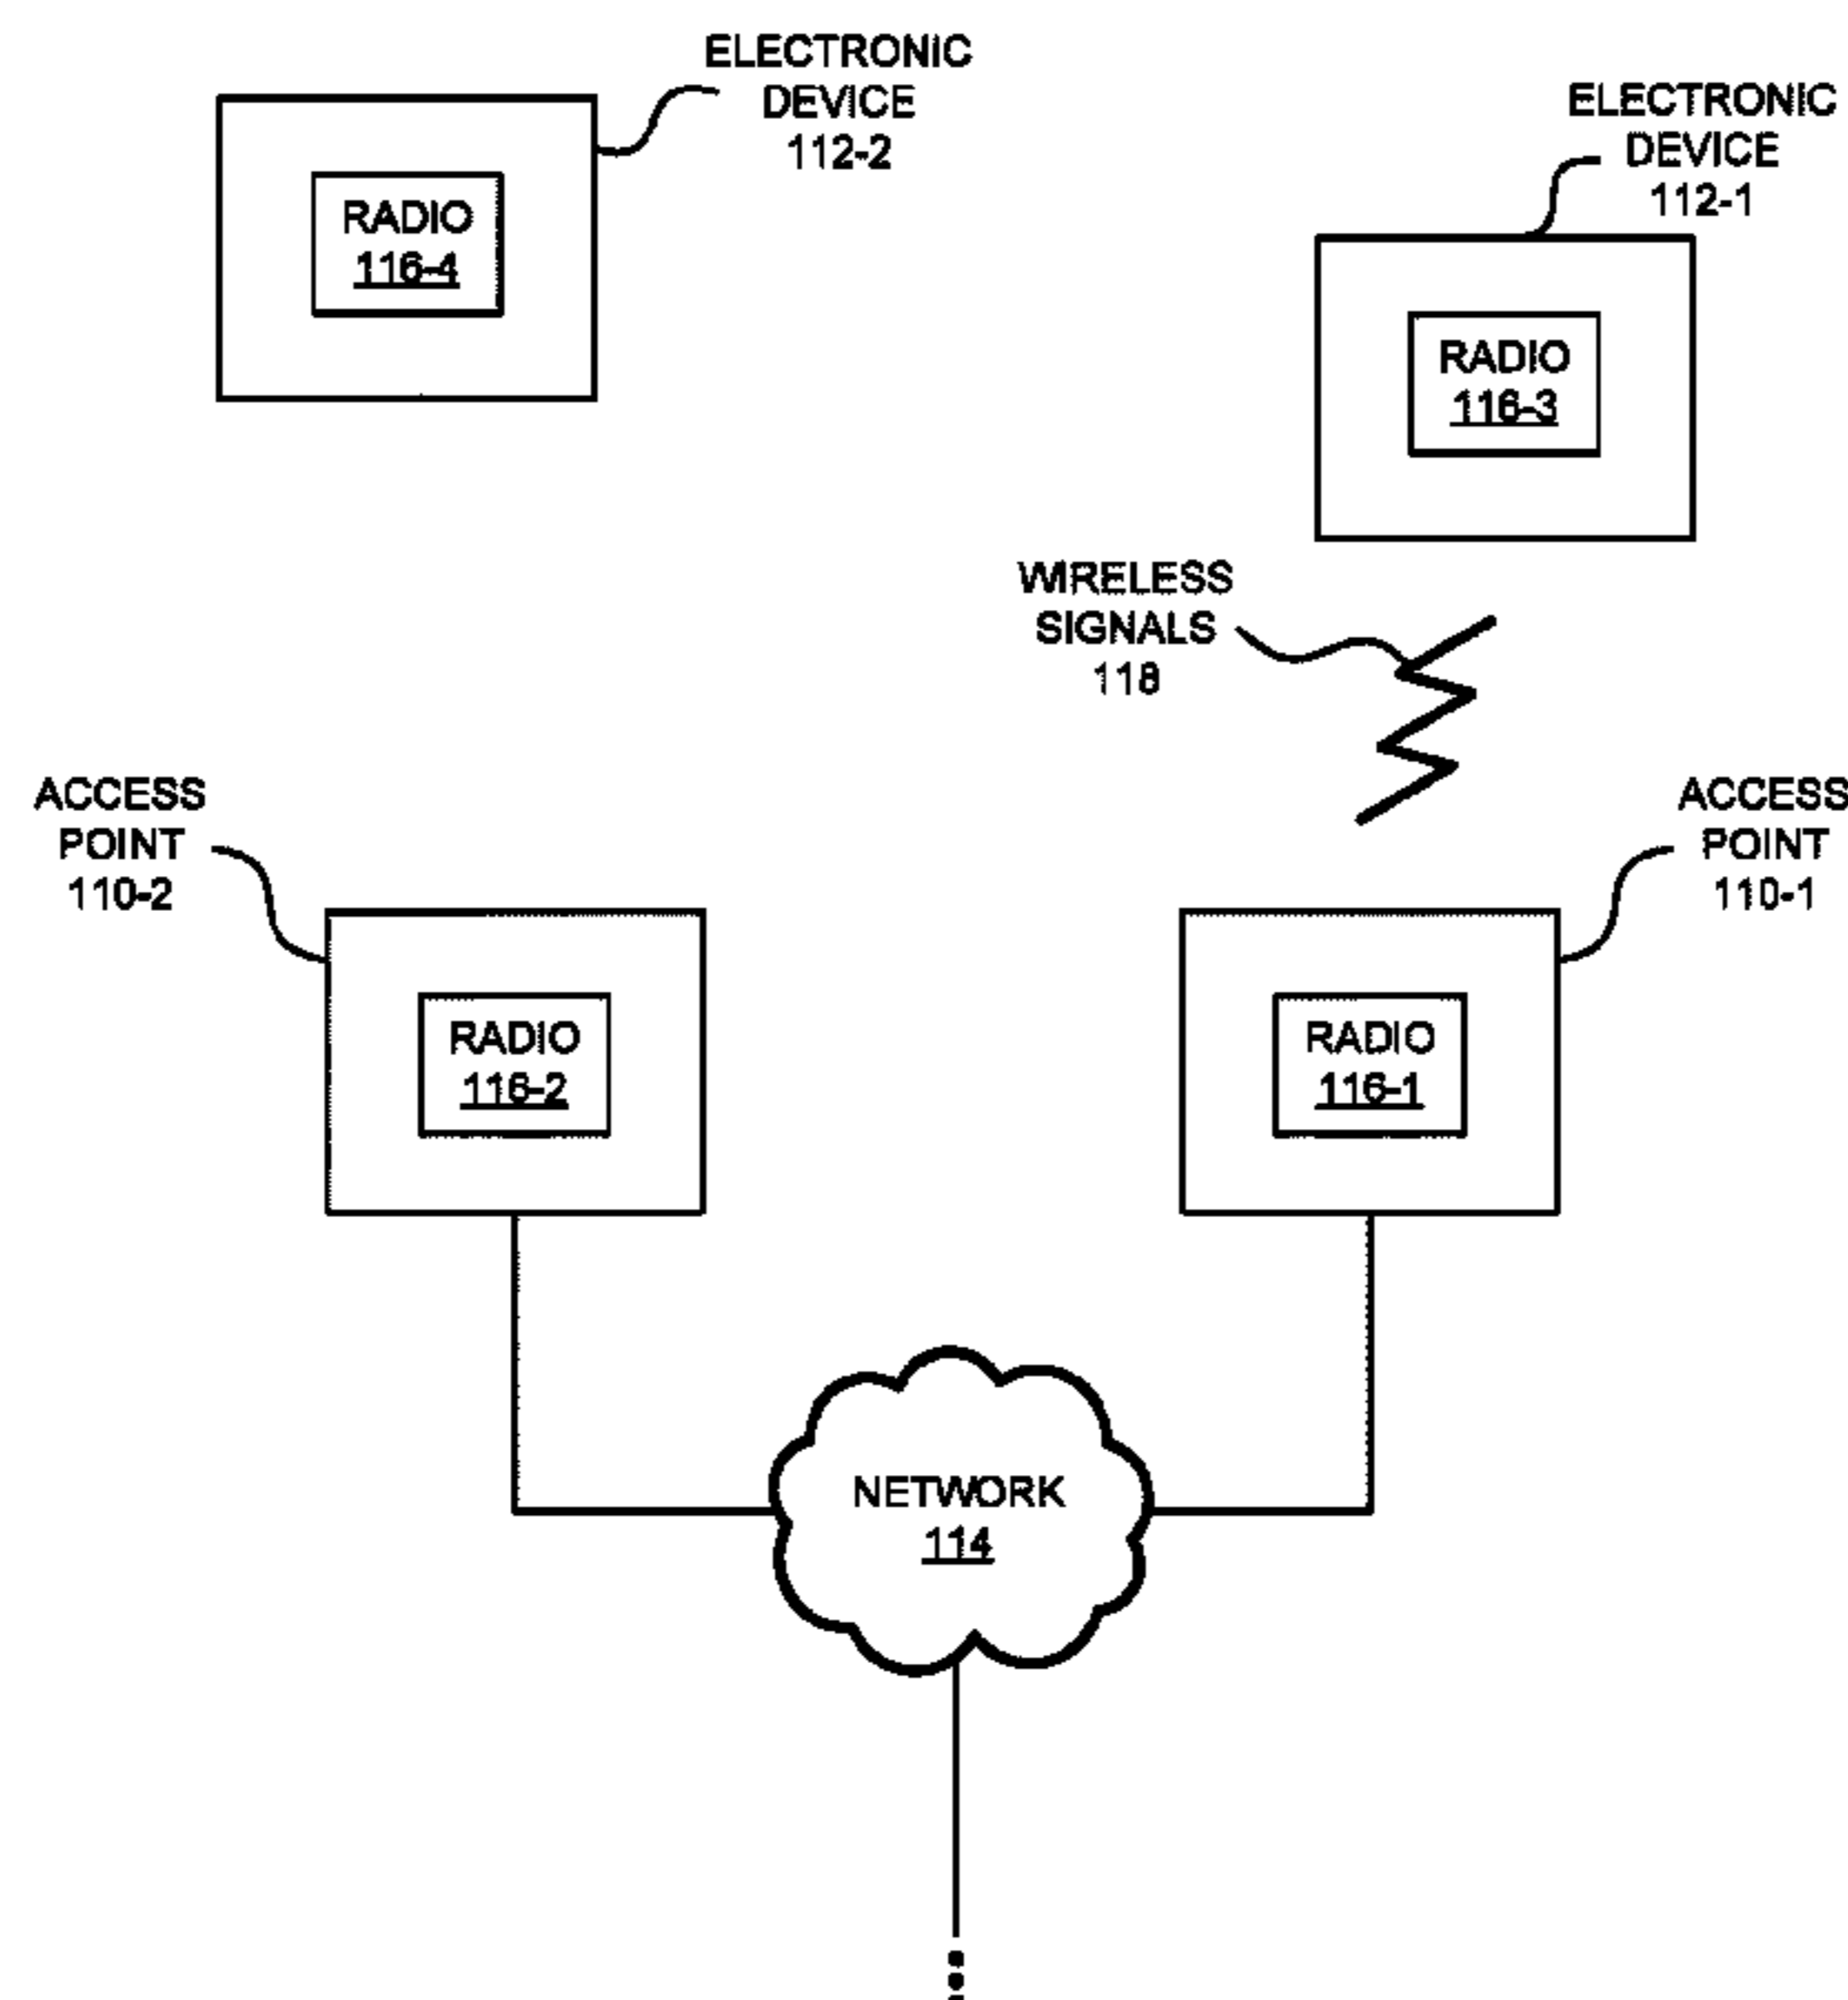 ELECTRONIC
DEVICE
112-2
ELECTRONIC
DEVICE
112-1
RADIO
116-4
RADIO
116-3
WIRELESS
SIGNALS
118
ACCESS
POINT
110-2
ACCESS
POINT
110-1
RADIO
116-2
RADIO
116-1
NETWORK
114